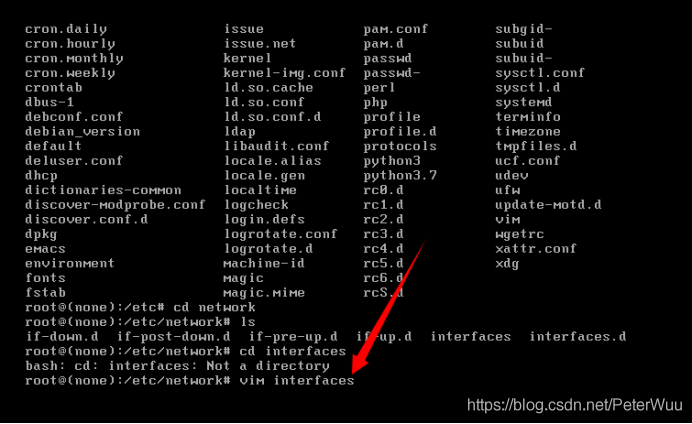 cron.daily issue pam.conf subgid-
cron.hourly issue.net pam.d subuid
cron.monthly kernel passwd subuid-
cron.weekly kernel-img.conf passwd- sysctl.conf
crontab ld.so.cache perl sysctl.d
dbus-1 ld.so.conf php systemd
debconf.conf ld.so.conf.d profile terminfo
debian_version ldap profile.d timezone
default libaudit.conf protocols tmpfiles.d
deluser.conf locale.alias python3 ucf.conf
dhcp locale.gen python3.7 udev
dictionaries-common localtime rc0.d ufw
discover-modprobe.conf logcheck rc1.d update-motd.d
discover.conf.d login.defs rc2.d vim
dpkg logrotate.conf rc3.d wgetrc
emacs logrotate.d rc4.d xattr.conf
environment machine-id rc5.d xdg
fonts magic rc6.d
fstab magic.mime rcS.d
root@(none):/etc# cd network
root@(none):/etc/network# ls
if-down.d if-post-down.d if-pre-up.d if-up.d interfaces interfaces.d
root@(none):/etc/network# cd interfaces
bash: cd: interfaces: Not a directory
root@(none):/etc/network# vim interfaces
https://blog.csdn.net/PeterWuu